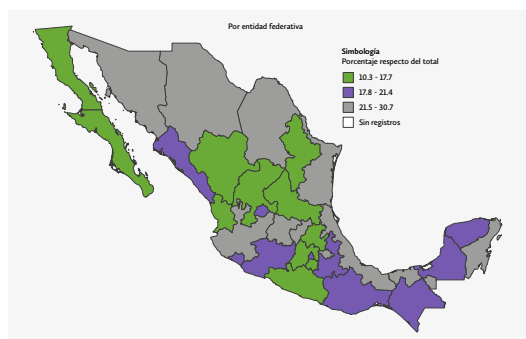 Por entidad federativa
Simbología
Porcentaje respecto del total
10.3 - 17.7
17.8 - 21.4
21.5 - 30.7
Sin registros